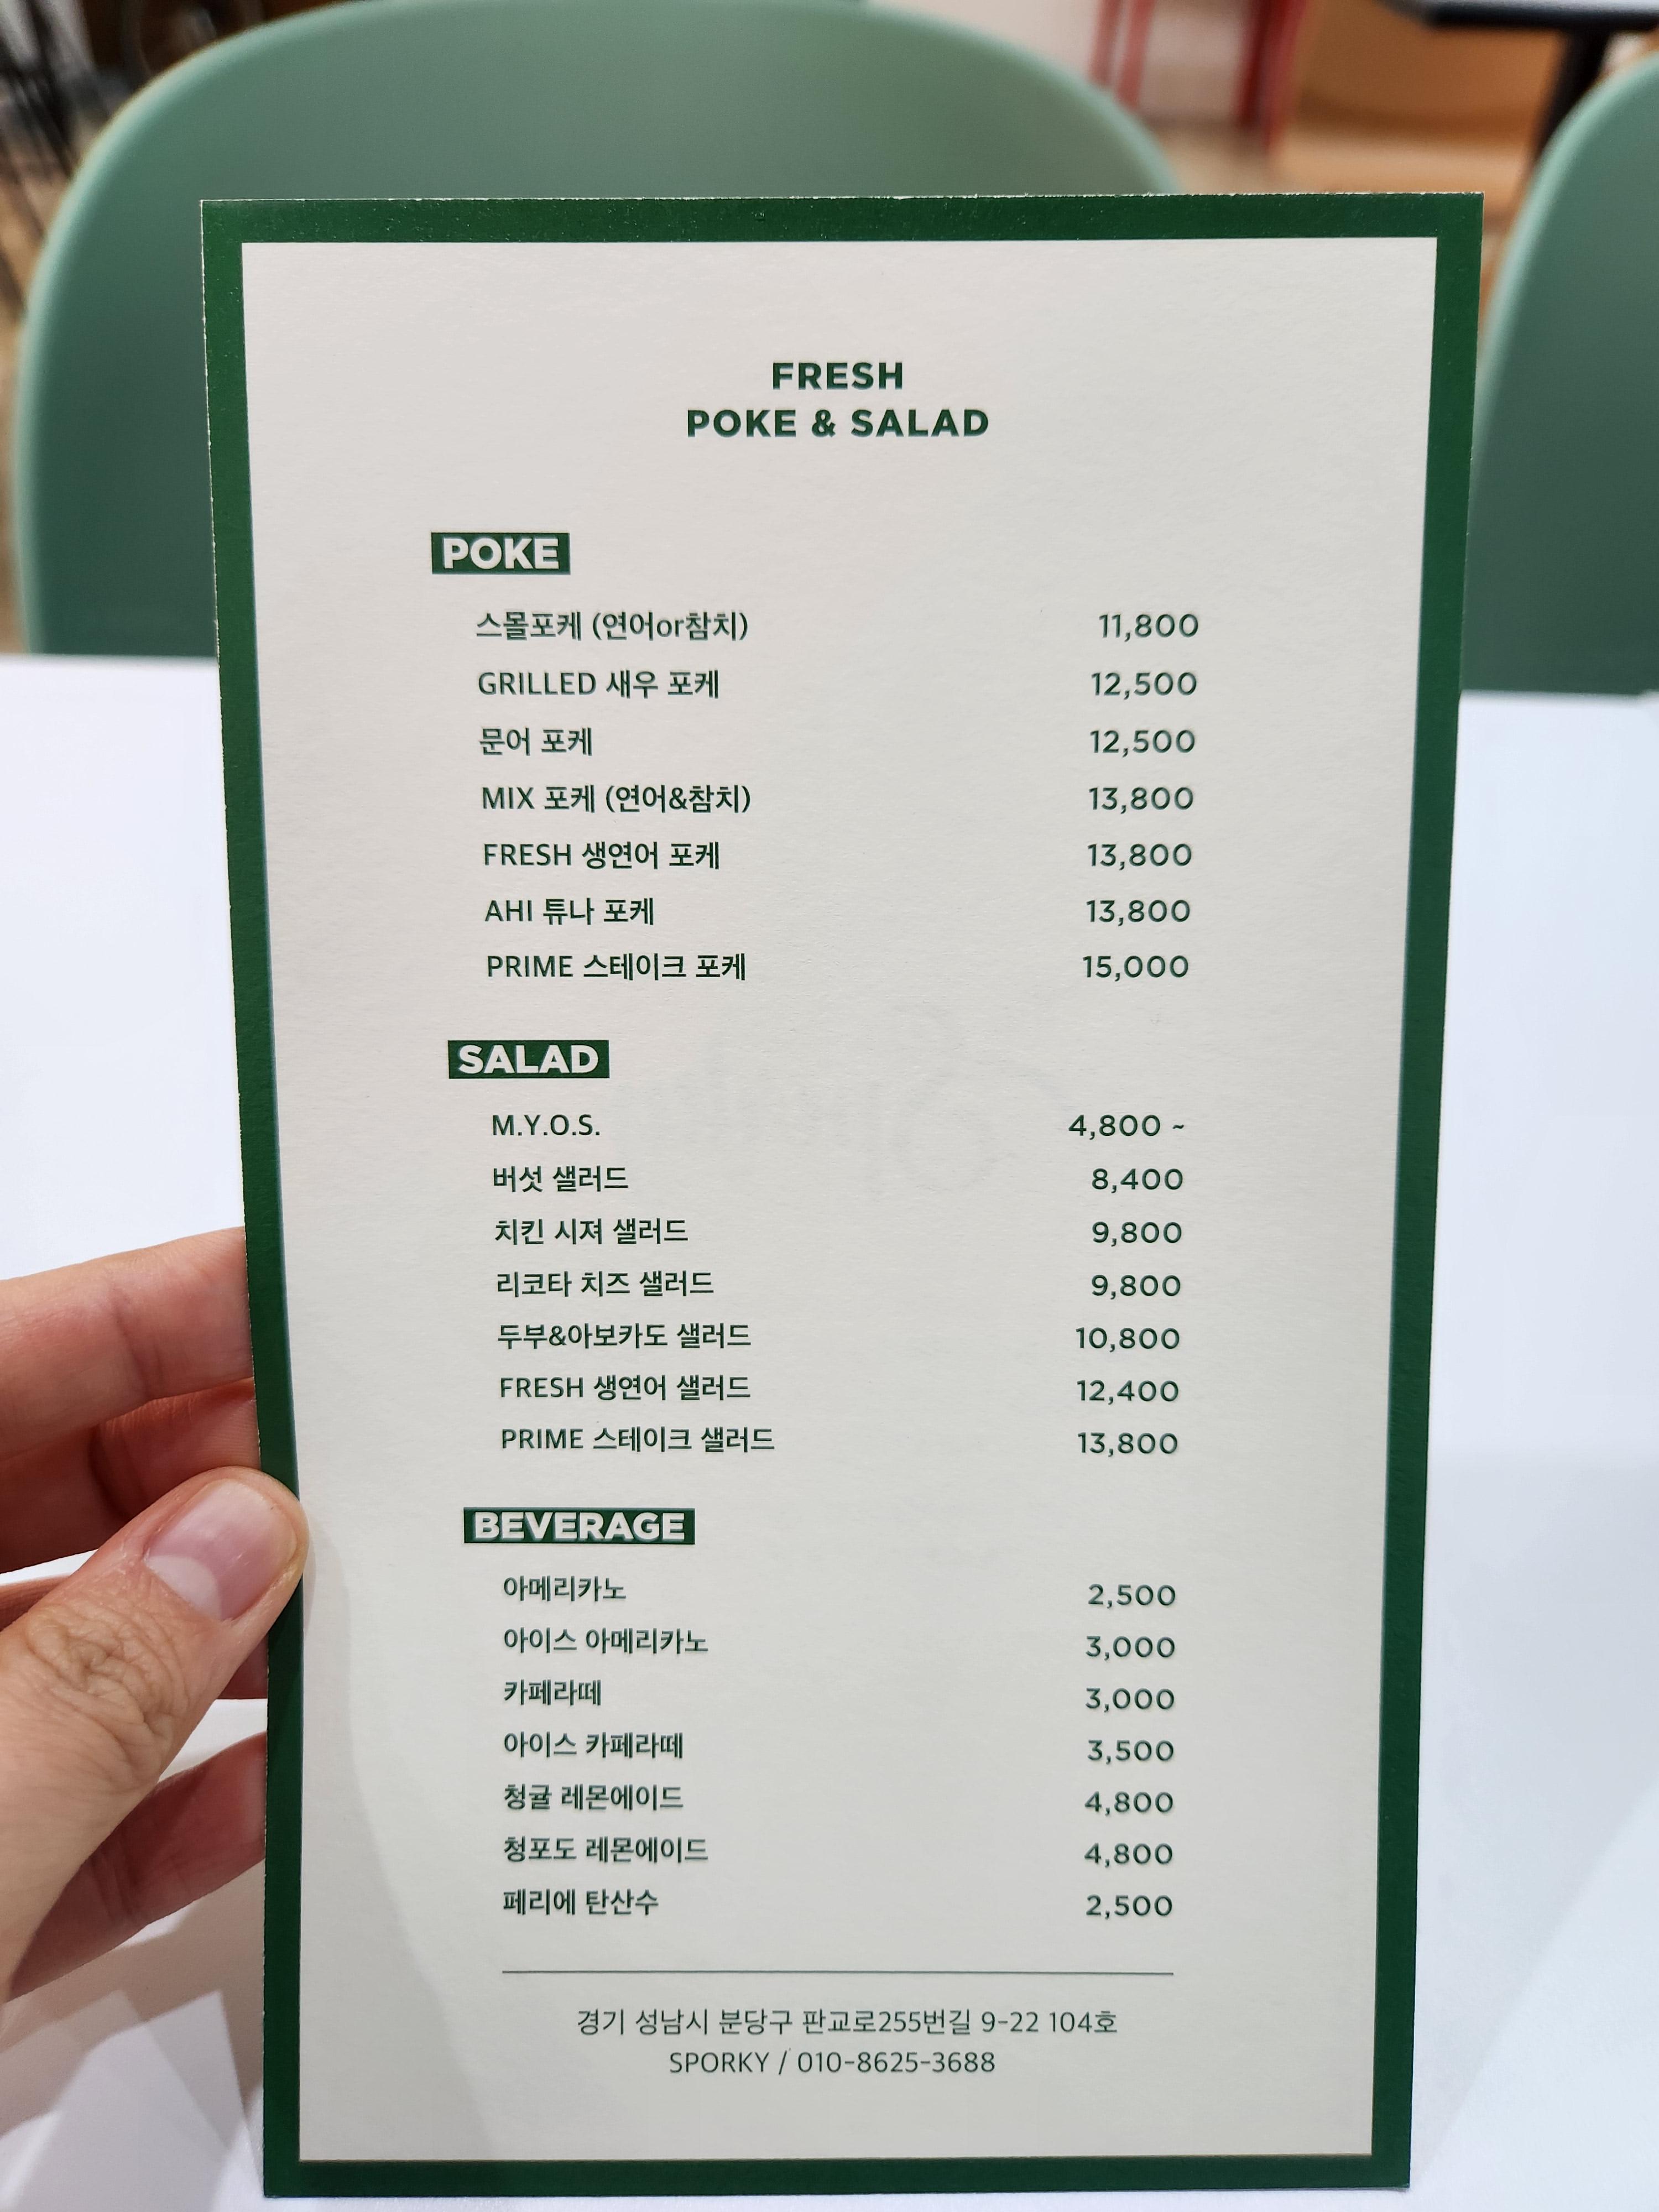 FRESH
POKE & SALAD
POKE
스몰포케 (연어or참치) 11,800
GRILLED 새우 포케 12,500
문어 포케 12,500
MIX 포케 (연어&참치) 13,800
FRESH 생연어 포케 13,800
AHI 튜나 포케 13,800
PRIME 스테이크 포케 15,000
SALAD
M.Y.O.S. 4,800 ~
버섯 샐러드 8,400
치킨 시져 샐러드 9,800
리코타 치즈 샐러드 9,800
두부&아보카도 샐러드 10,800
FRESH 생연어 샐러드 12,400
PRIME 스테이크 샐러드 13,800
BEVERAGE
아메리카노 2,500
아이스 아메리카노 3,000
카페라떼 3,000
아이스 카페라떼 3,500
청귤 레몬에이드 4,800
청포도 레몬에이드 4,800
페리에 탄산수 2,500
경기 성남시 분당구 판교로255번길 9-22 104호
SPORKY / 010-8625-3688